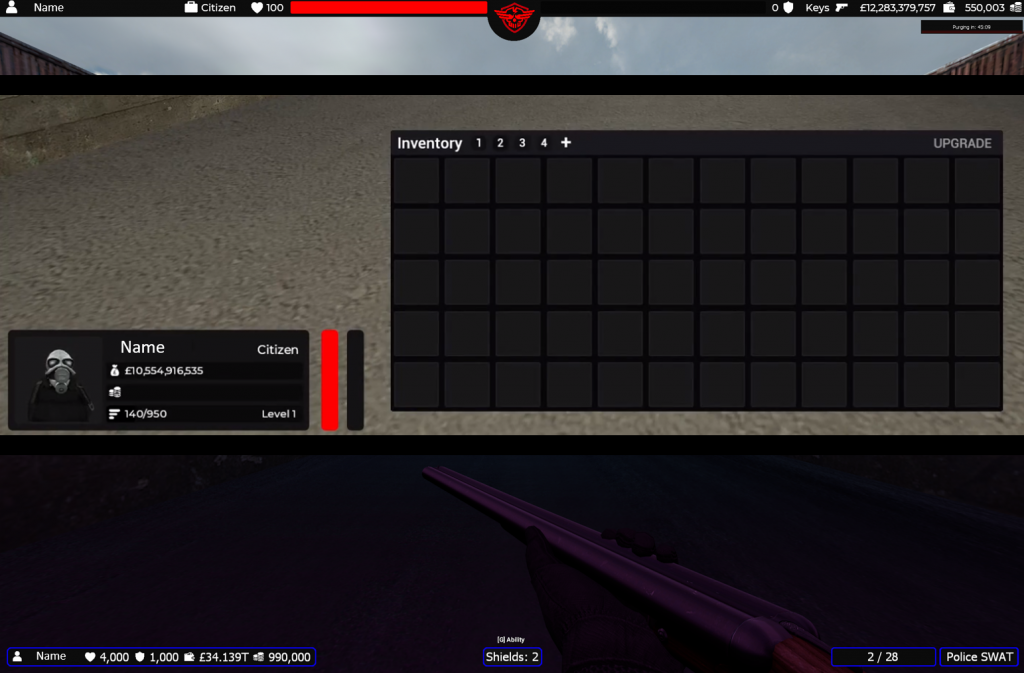 Name Citizen 100 0 Keys £12,283,379,757 550,003
Purging in: 45:09
Inventory 1 2 3 4 + UPGRADE
Name Citizen
£10,554,916,535
140/950 Level 1
[G] Ability
Name 4,000 1,000 £34.139T 990,000 Shields: 2 2 / 28 Police SWAT